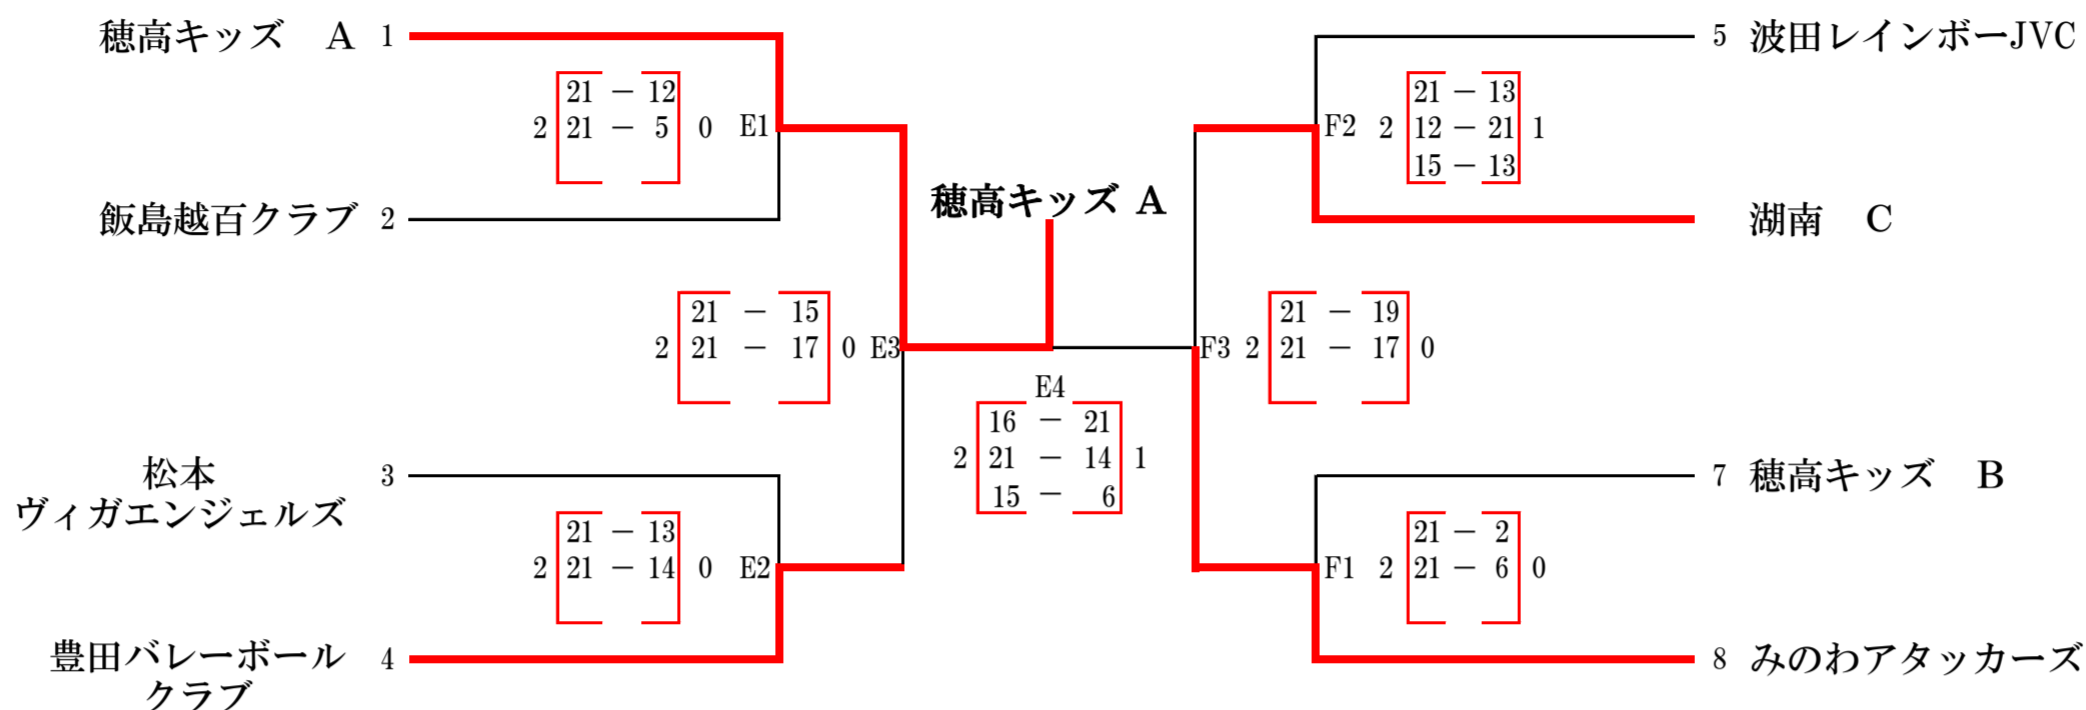 穂高キッズ　A 1
21 － 12
2 21 － 5 0 E1
飯島越百クラブ 2
21 － 15
2 21 － 17 0 E3
松本
ヴィガエンジェルズ 3
21 － 13
2 21 － 14 0 E2
豊田バレーボール
クラブ 4
穂高キッズ A
E4
16 － 21
2 21 － 14 1
15 － 6
5 波田レインボーJVC
21 － 13
F2 2 12 － 21 1
15 － 13
湖南　C
21 － 19
F3 2 21 － 17 0
7 穂高キッズ　B
21 － 2
F1 2 21 － 6 0
8 みのわアタッカーズ